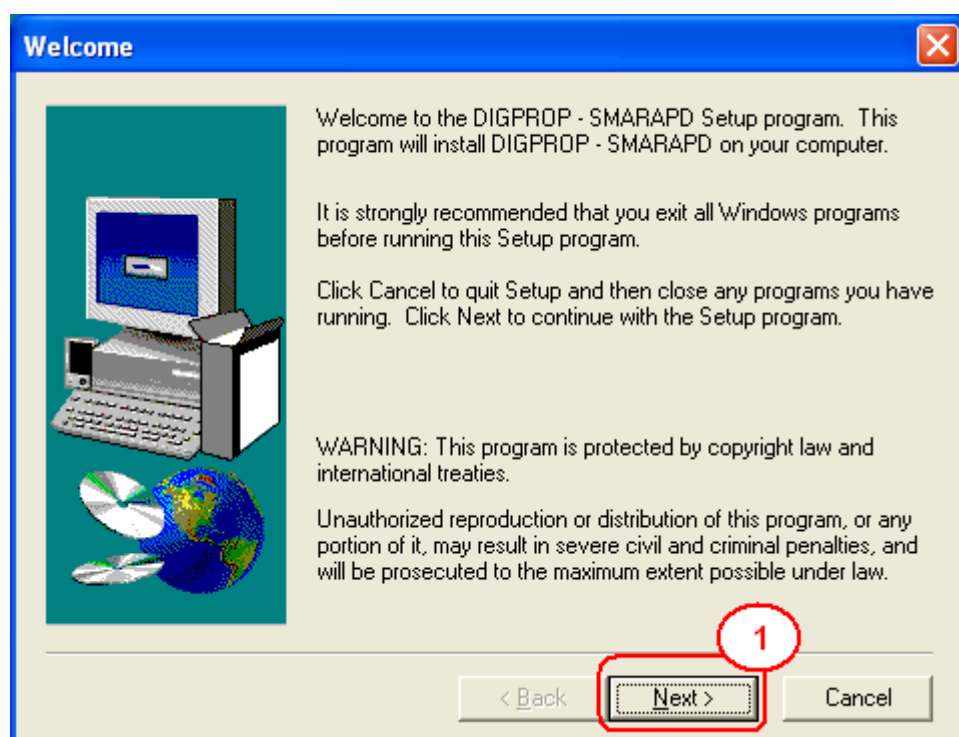 Welcome
Welcome to the DIGPROP - SMARAPD Setup program.  This
program will install DIGPROP - SMARAPD on your computer.
It is strongly recommended that you exit all Windows programs
before running this Setup program.
Click Cancel to quit Setup and then close any programs you have
running.  Click Next to continue with the Setup program.
WARNING: This program is protected by copyright law and
international treaties.
Unauthorized reproduction or distribution of this program, or any
portion of it, may result in severe civil and criminal penalties, and
will be prosecuted to the maximum extent possible under law.
1
< Back
Next >
Cancel